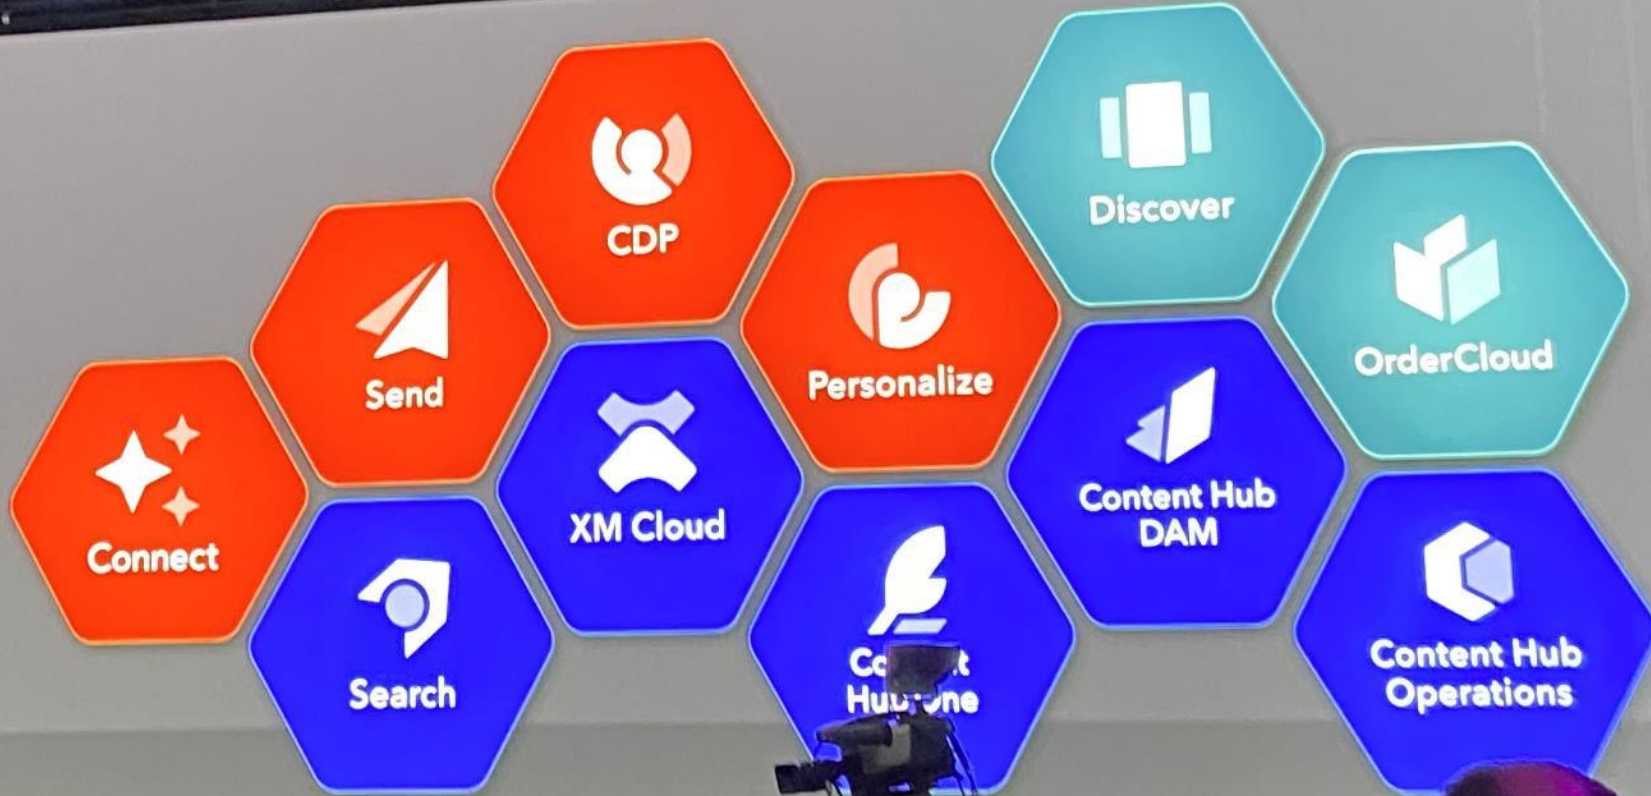 CDP
Discover
Send
Personalize
OrderCloud
Connect
XM Cloud
Content Hub
DAM
Search
Content Hub
Operations